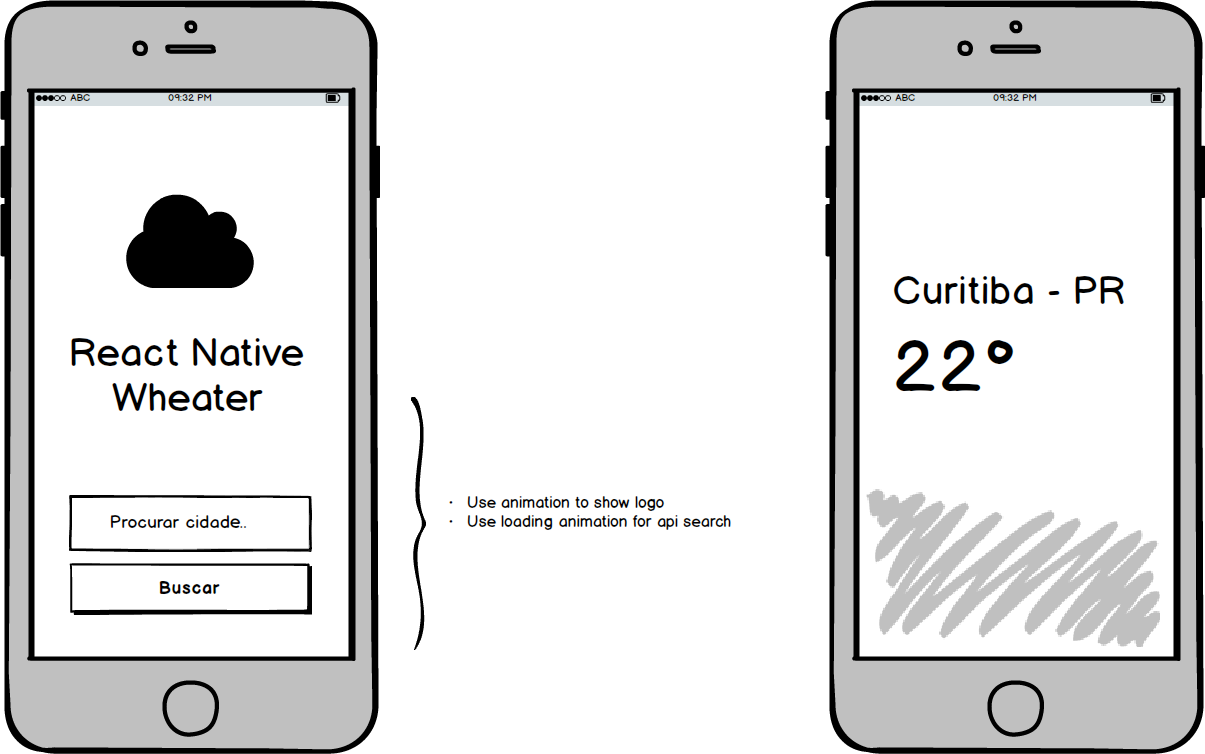 ABC 09:32 PM
React Native
Wheater
Procurar cidade..
Buscar
· Use animation to show logo
· Use loading animation for api search
ABC 09:32 PM
Curitiba - PR
22°